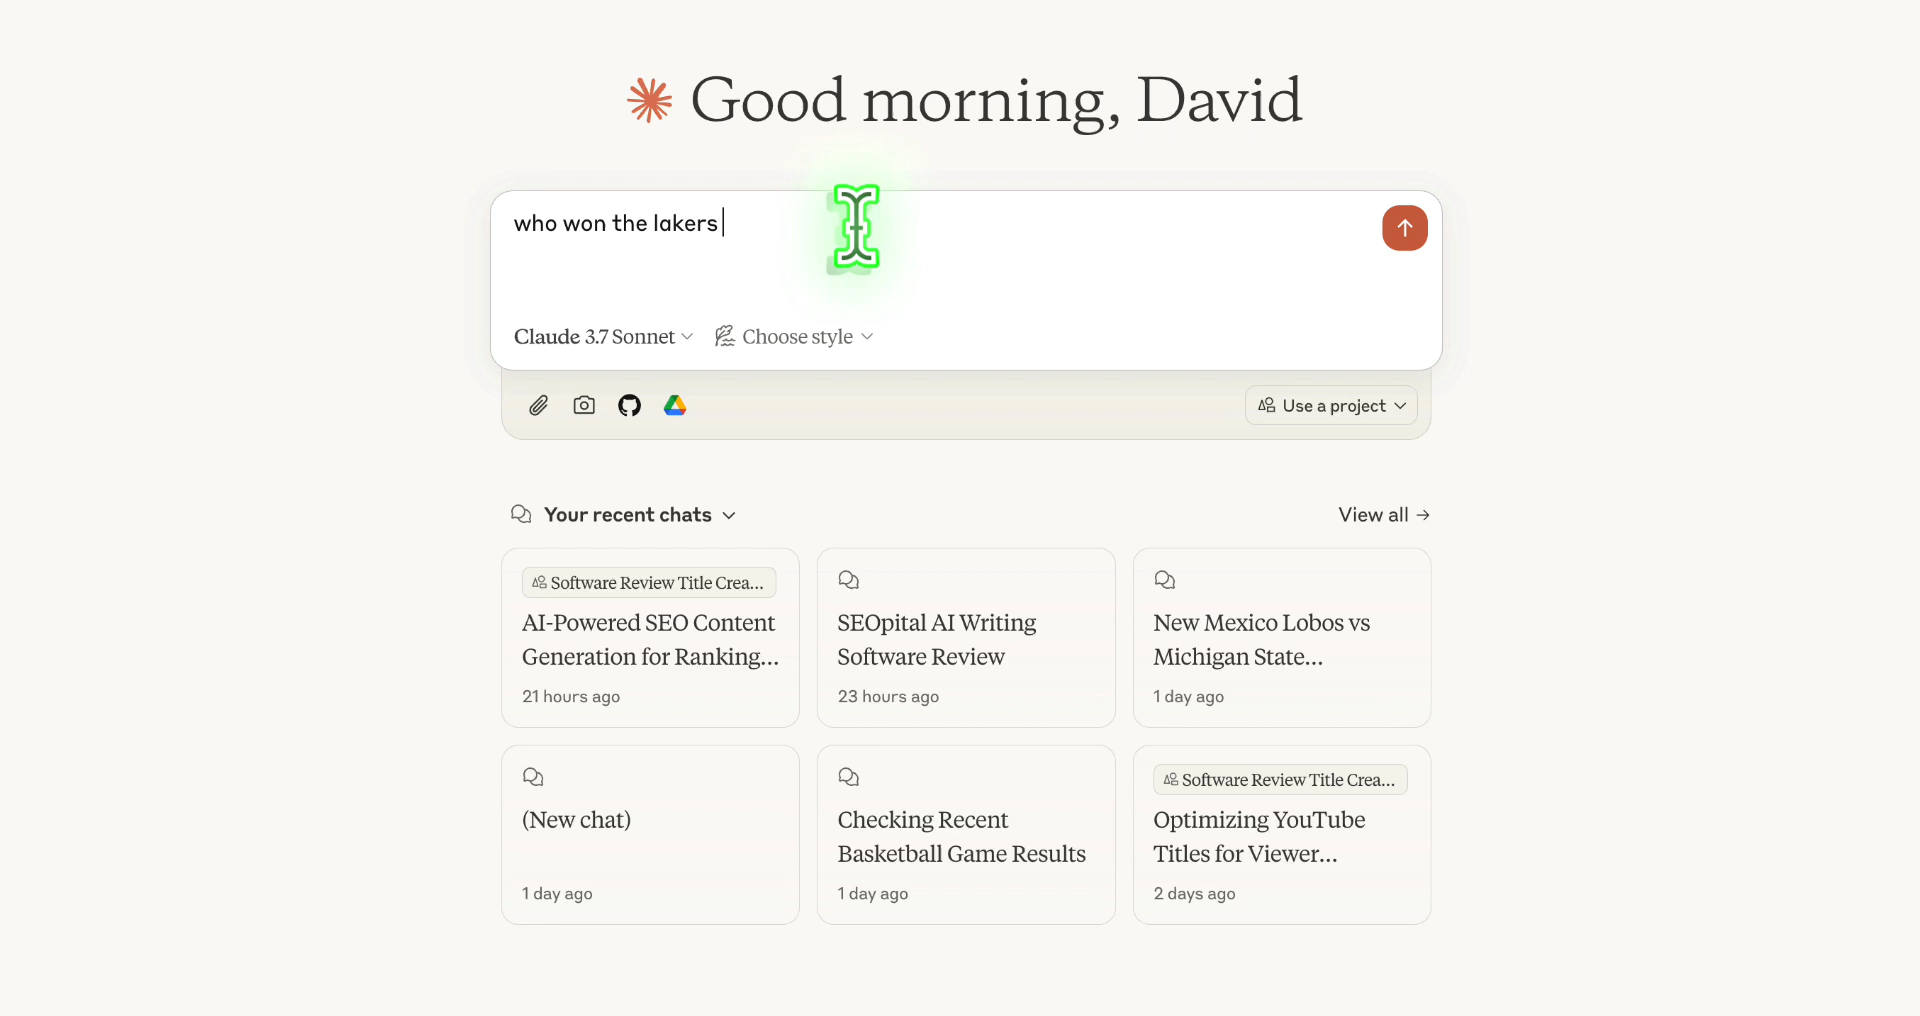 Good morning, David
who won the lakers
Claude 3.7 Sonnet
Choose style
Use a project
Your recent chats
View all
Software Review Title Crea...
AI-Powered SEO Content
Generation for Ranking...
21 hours ago
SEOpital AI Writing
Software Review
23 hours ago
New Mexico Lobos vs
Michigan State...
1 day ago
(New chat)
1 day ago
Checking Recent
Basketball Game Results
1 day ago
Software Review Title Crea...
Optimizing YouTube
Titles for Viewer...
2 days ago